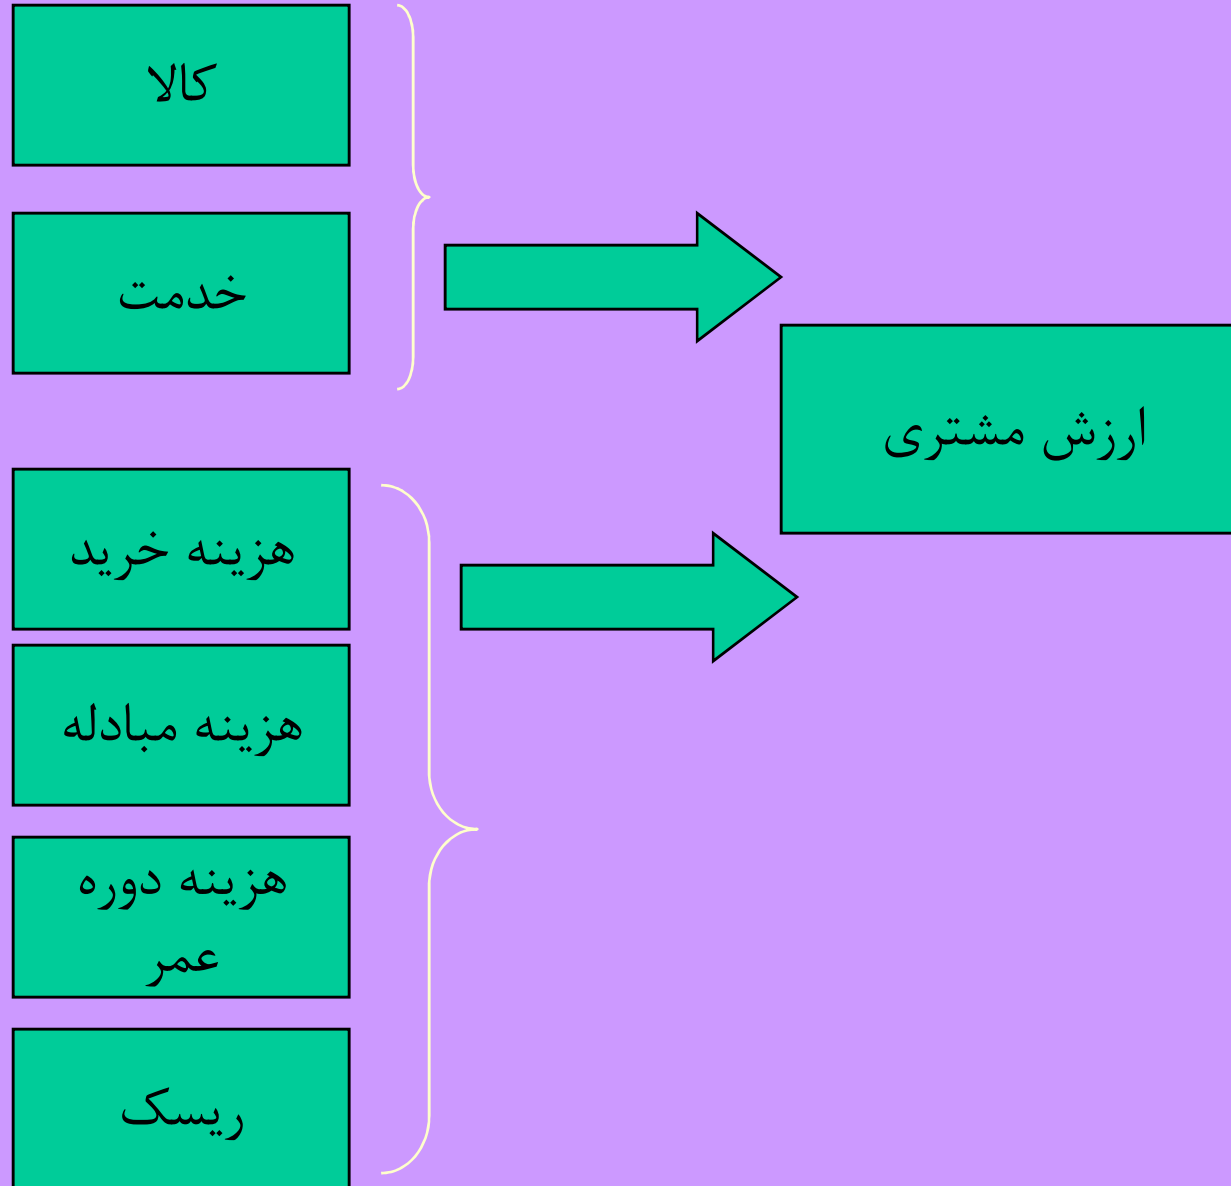 کالا
خدمت
ارزش مشتری
هزینه خرید
هزینه مبادله
هزینه دوره
عمر
ریسک